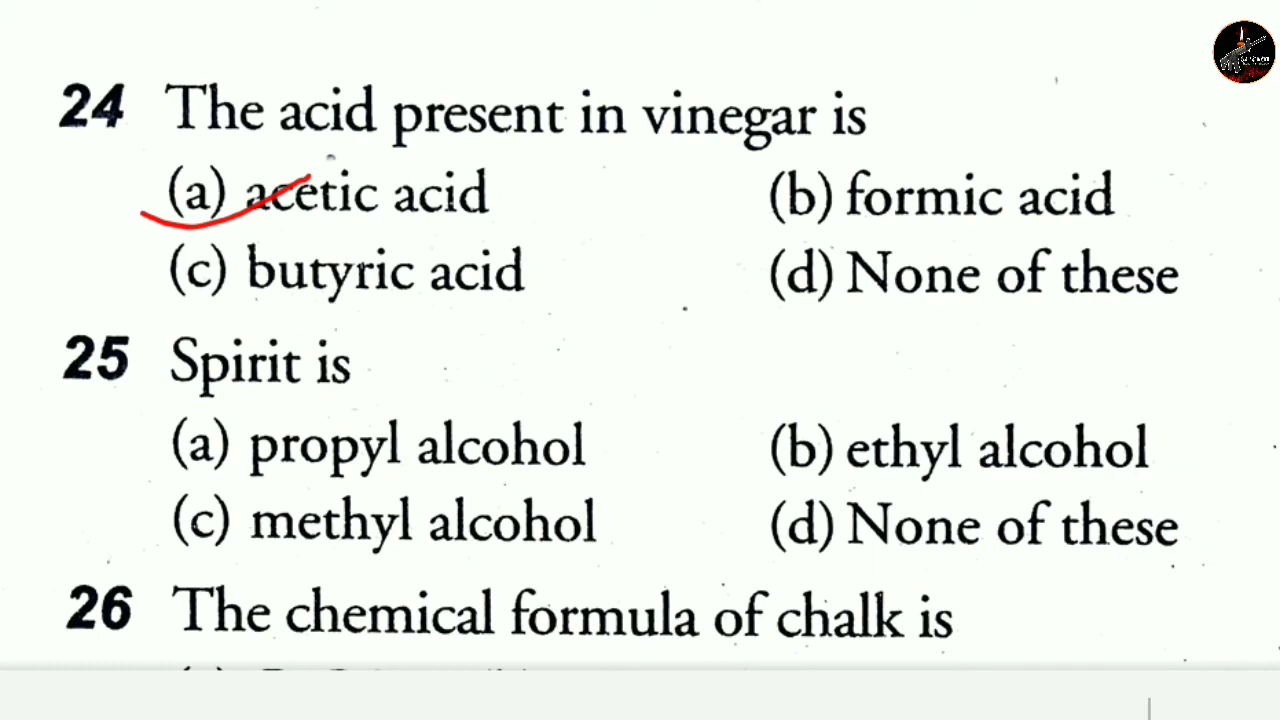 24 The acid present in vinegar is
(a) acetic acid (b) formic acid
(c) butyric acid (d) None of these
25 Spirit is
(a) propyl alcohol (b) ethyl alcohol
(c) methyl alcohol (d) None of these
26 The chemical formula of chalk is